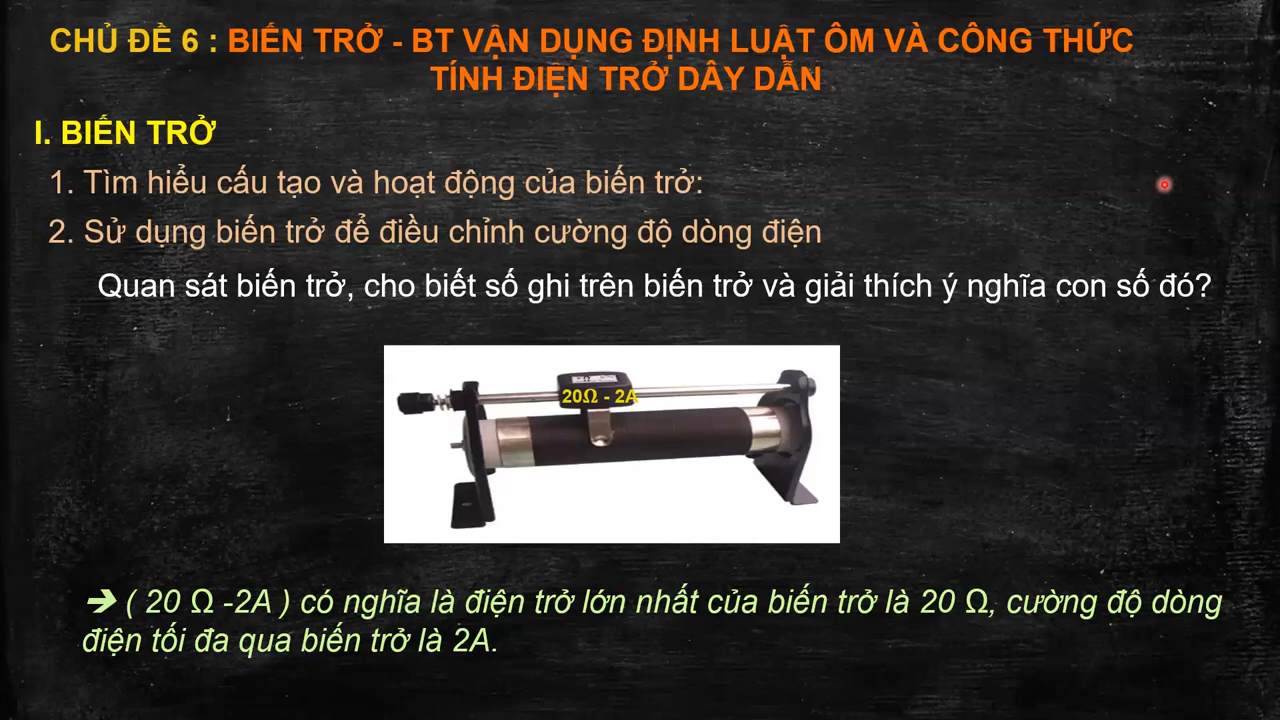 CHỦ ĐỀ 6 : BIẾN TRỞ - BT VẬN DỤNG ĐỊNH LUẬT ÔM VÀ CÔNG THỨC
TÍNH ĐIỆN TRỞ DÂY DẪN
I. BIẾN TRỞ
1. Tìm hiểu cấu tạo và hoạt động của biến trở:
2. Sử dụng biến trở để điều chỉnh cường độ dòng điện
Quan sát biến trở, cho biết số ghi trên biến trở và giải thích ý nghĩa con số đó?
20Ω - 2A
➔ ( 20 Ω -2A ) có nghĩa là điện trở lớn nhất của biến trở là 20 Ω, cường độ dòng
điện tối đa qua biến trở là 2A.